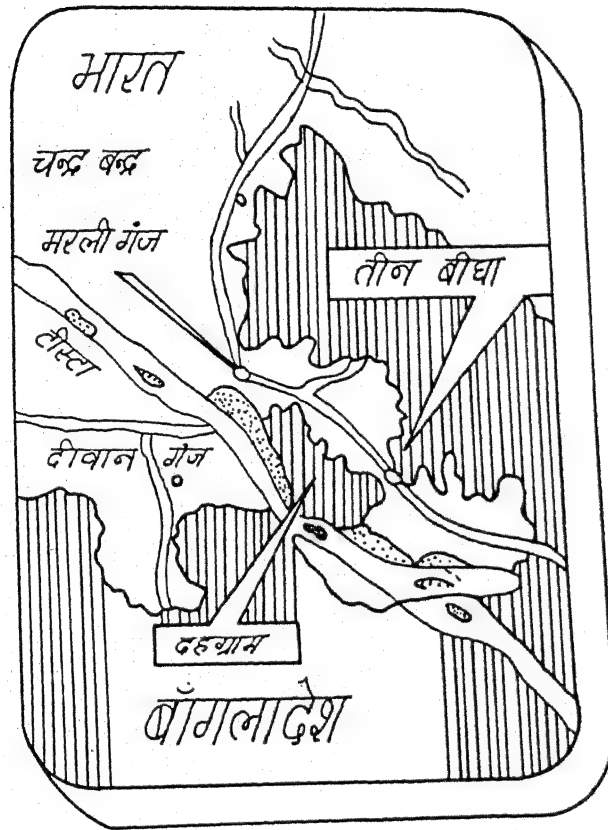 भारत
चन्द्र बन्द्र
मरली गंज
तीन बीघा
टीस्टा
दीवान गंज
दहग्राम
बाँगलादेश